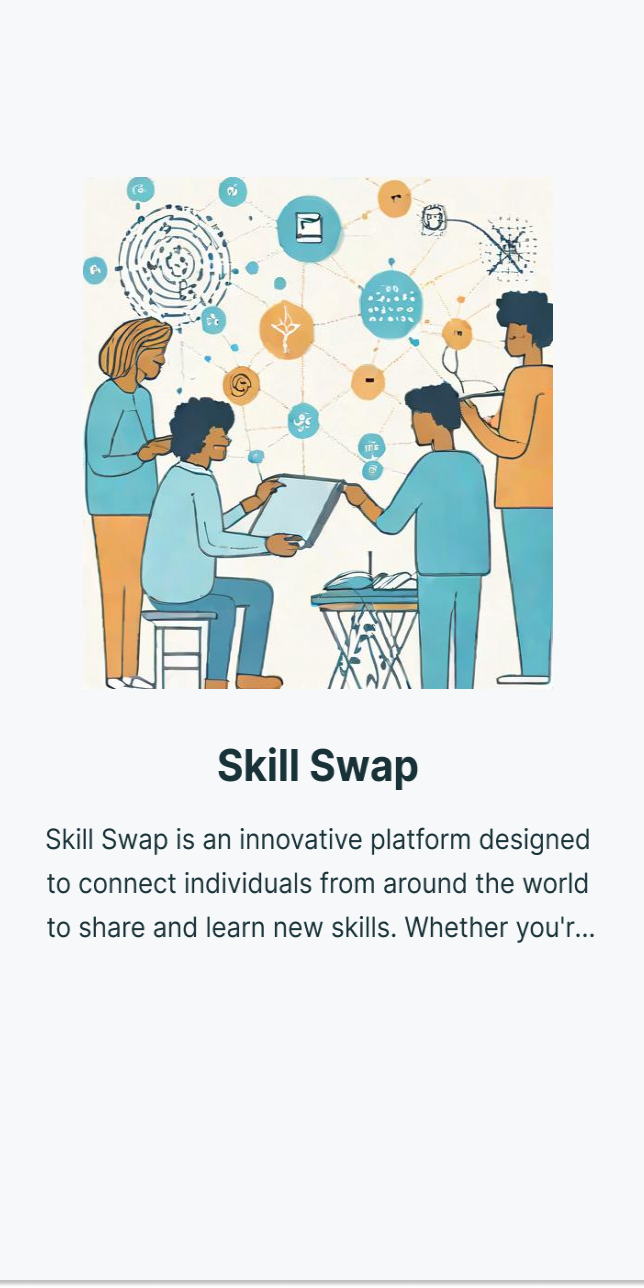 Skill Swap
Skill Swap is an innovative platform designed
to connect individuals from around the world
to share and learn new skills. Whether you'r...